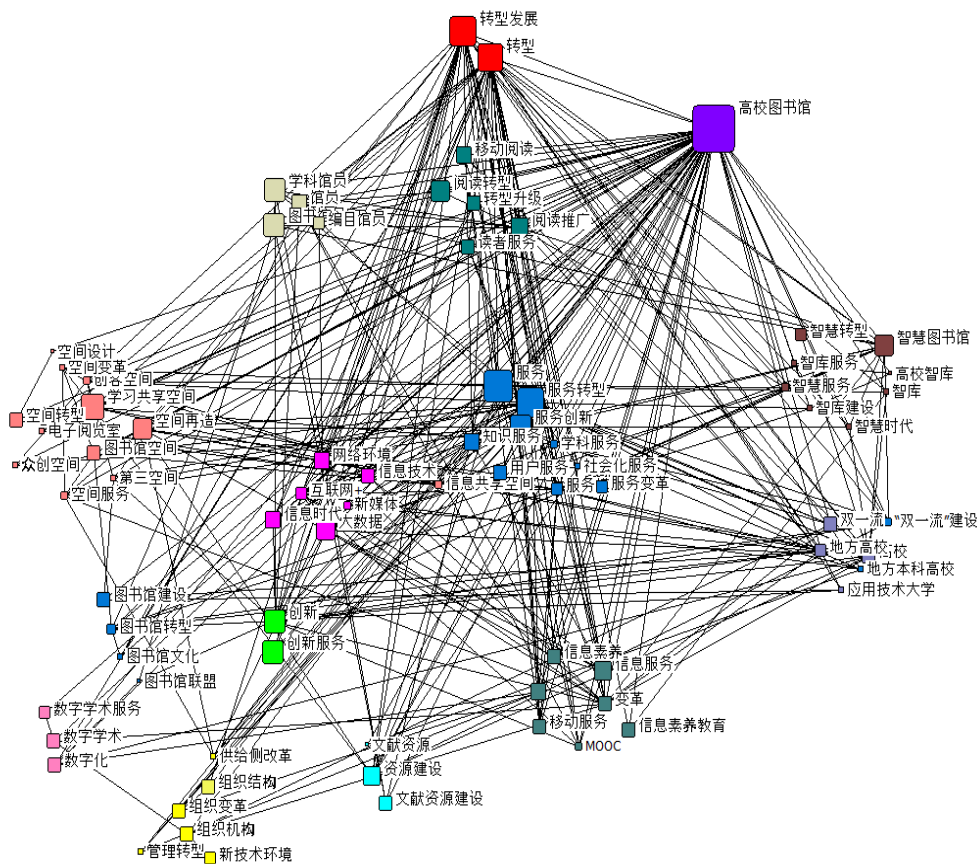 转型发展
转型
高校图书馆
移动阅读
学科馆员
阅读转型
馆员
转型升级
图书馆
编目馆员
阅读推广
读者服务
智慧转型
智慧图书馆
空间设计
空间变革
智库服务
创客空间
服务
高校智库
学习共享空间
服务转型
智慧服务
智库
空间转型
空间再造
服务创新
智库建设
电子阅览室
知识服务
学科服务
智慧时代
图书馆空间
网络环境
众创空间
信息技术
用户服务
社会化服务
第三空间
信息共享空间
空间服务
互联网+
服务
服务变革
新媒体
信息时代
大数据
双一流
“双一流”建设
地方高校
校
地方本科高校
应用技术大学
图书馆建设
创新
图书馆转型
创新服务
图书馆文化
信息素养
信息服务
图书馆联盟
变革
数字学术服务
移动服务
信息素养教育
数字学术
文献资源
MOOC
数字化
供给侧改革
资源建设
组织结构
文献资源建设
组织变革
组织机构
管理转型
新技术环境